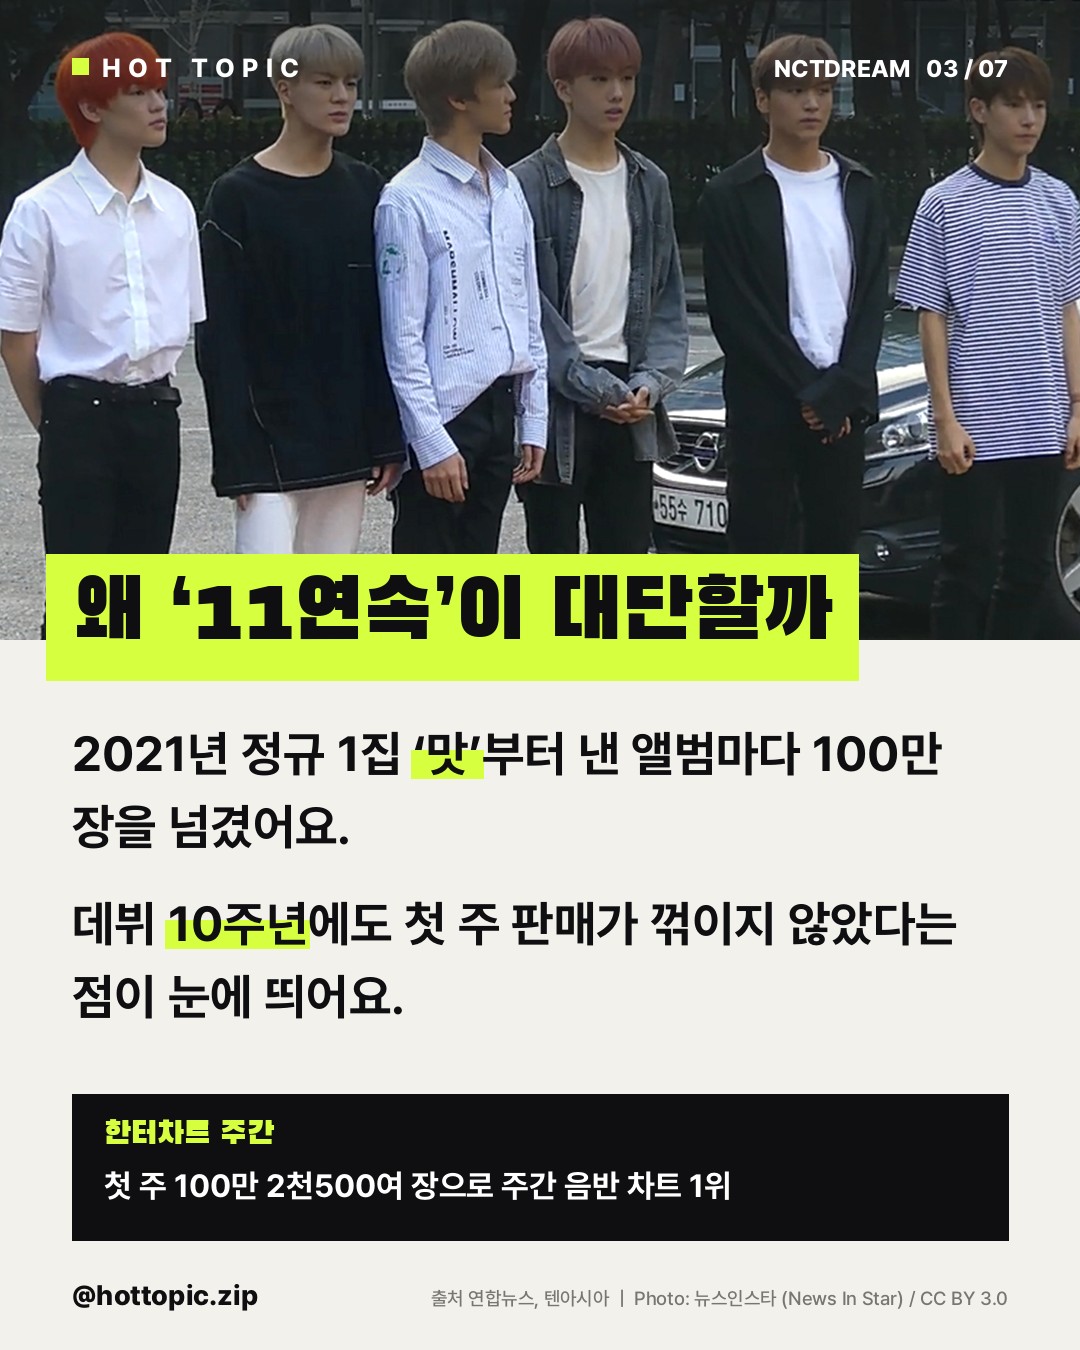 HOT TOPIC
NCTDREAM 03 / 07
55수 710
왜 ‘11연속’이 대단할까
2021년 정규 1집 ‘맛’부터 낸 앨범마다 100만
장을 넘겼어요.
데뷔 10주년에도 첫 주 판매가 꺾이지 않았다는
점이 눈에 띄어요.
한터차트 주간
첫 주 100만 2천500여 장으로 주간 음반 차트 1위
@hottopic.zip
출처 연합뉴스, 텐아시아 | Photo: 뉴스인스타 (News In Star) / CC BY 3.0